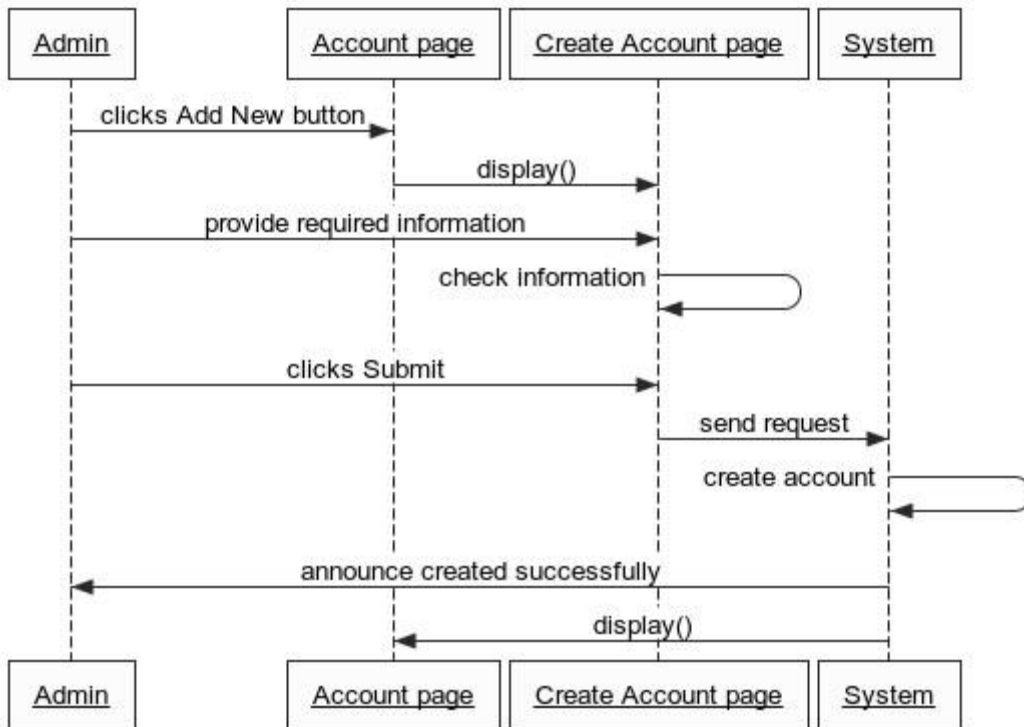 Admin
Account page
Create Account page
System
clicks Add New button
display()
provide required information
check information
clicks Submit
send request
create account
announce created successfully
display()
Admin
Account page
Create Account page
System